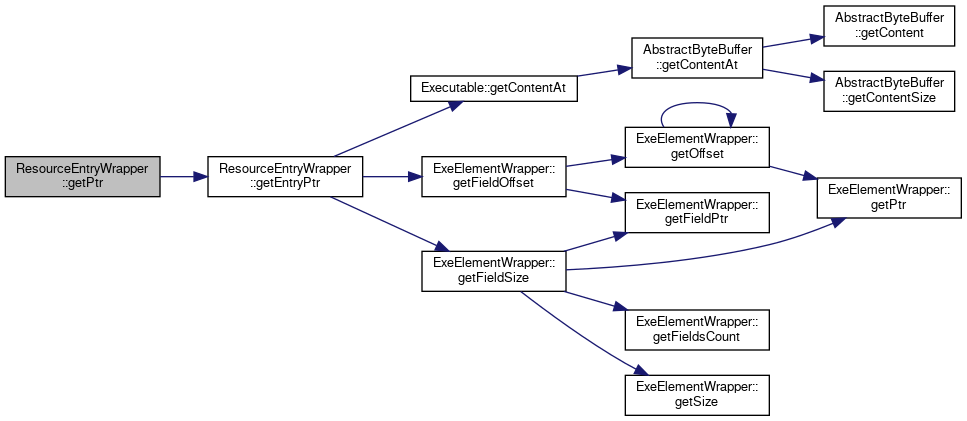 ResourceEntryWrapper
::getPtr
ResourceEntryWrapper
::getEntryPtr
Executable::getContentAt
AbstractByteBuffer
::getContentAt
AbstractByteBuffer
::getContent
AbstractByteBuffer
::getContentSize
ExeElementWrapper::
getFieldOffset
ExeElementWrapper::
getOffset
ExeElementWrapper::
getPtr
ExeElementWrapper::
getFieldPtr
ExeElementWrapper::
getFieldSize
ExeElementWrapper::
getFieldsCount
ExeElementWrapper::
getSize